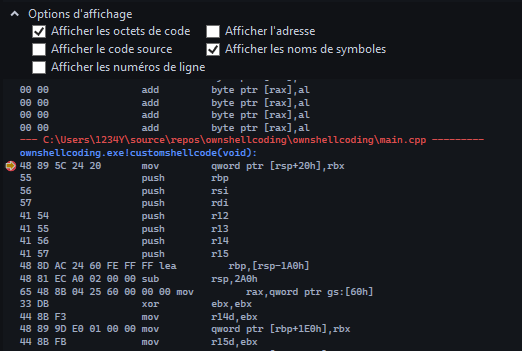 Options d'affichage
Afficher les octets de code Afficher l'adresse
Afficher le code source Afficher les noms de symboles
Afficher les numéros de ligne
00 00 add byte ptr [rax],al
00 00 add byte ptr [rax],al
00 00 add byte ptr [rax],al
00 00 add byte ptr [rax],al
--- C:\Users\1234Y\source\repos\ownshellcoding\ownshellcoding\main.cpp ---------
ownshellcoding.exe!customshellcode(void):
48 89 5C 24 20 mov qword ptr [rsp+20h],rbx
55 push rbp
56 push rsi
57 push rdi
41 54 push r12
41 55 push r13
41 56 push r14
41 57 push r15
48 8D AC 24 60 FE FF FF lea rbp,[rsp-1A0h]
48 81 EC A0 02 00 00 sub rsp,2A0h
65 48 8B 04 25 60 00 00 00 mov rax,qword ptr gs:[60h]
33 DB xor ebx,ebx
44 8B F3 mov r14d,ebx
48 89 9D E0 01 00 00 mov qword ptr [rbp+1E0h],rbx
44 8B FB mov r15d,ebx